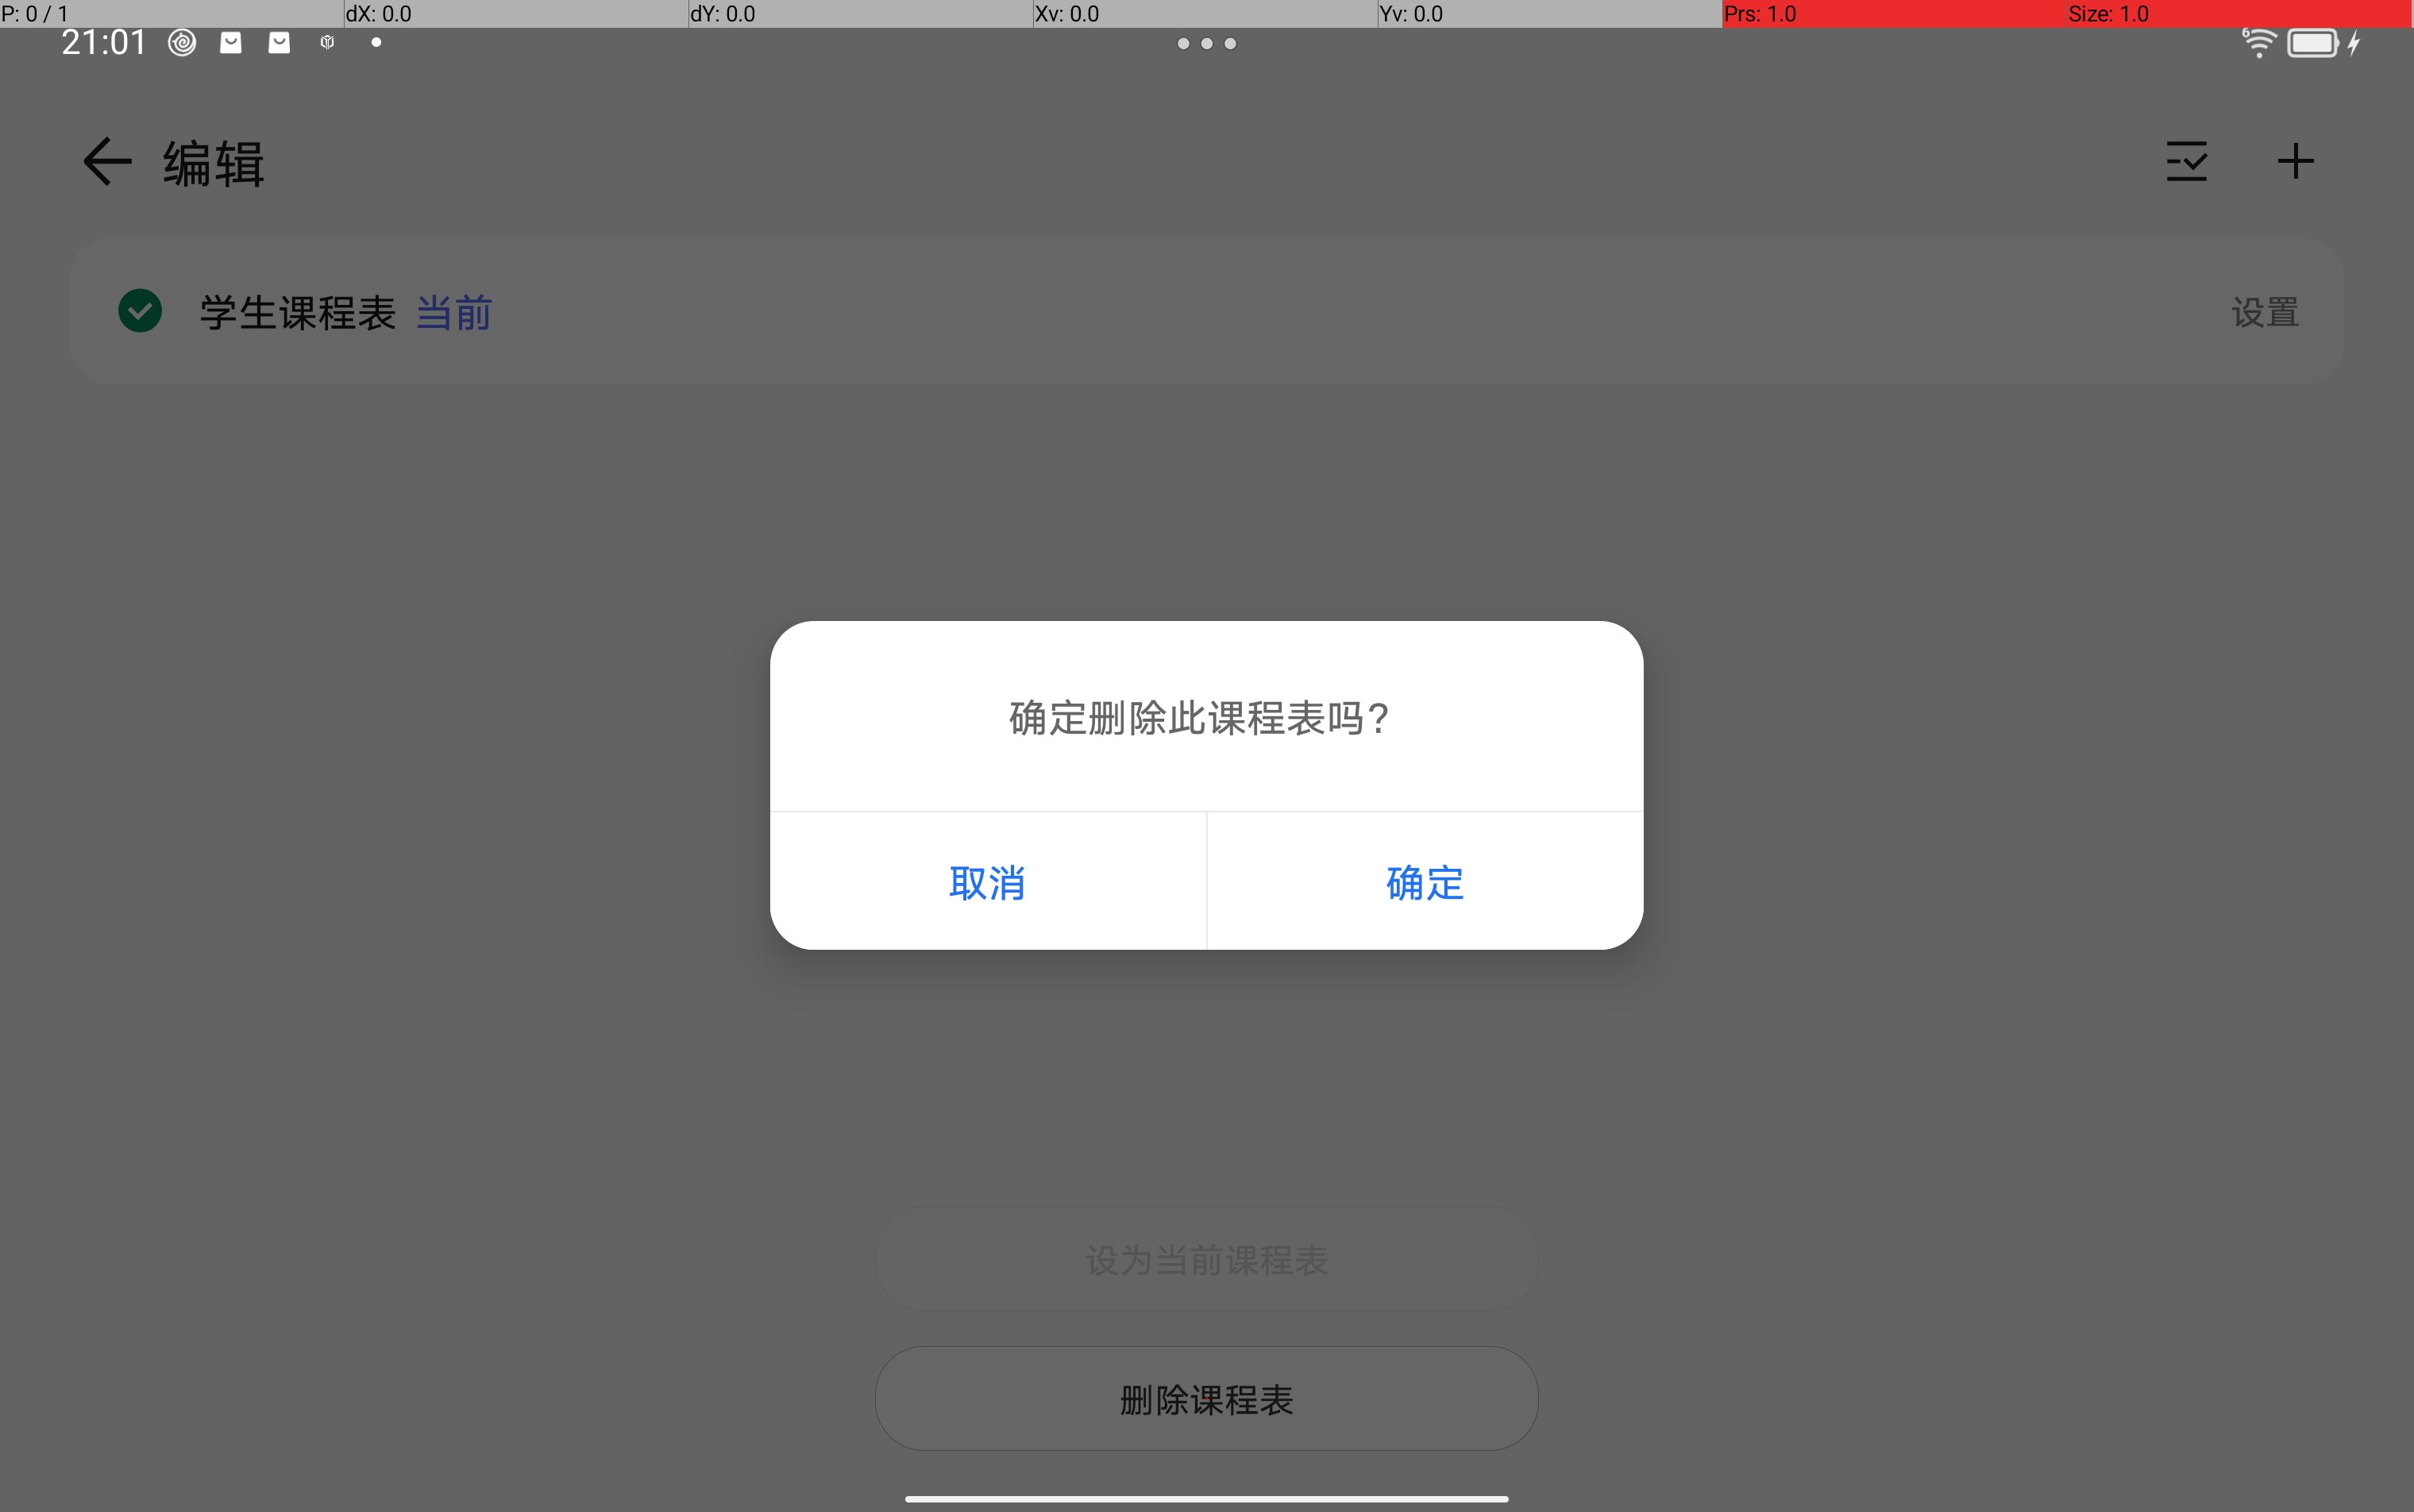 P: 0 / 1 dX: 0.0 dY: 0.0 Xv: 0.0 Yv: 0.0 Prs: 1.0 Size: 1.0
21:01 6
编辑
学生课程表 当前 设置
确定删除此课程表吗？
取消 确定
设为当前课程表
删除课程表